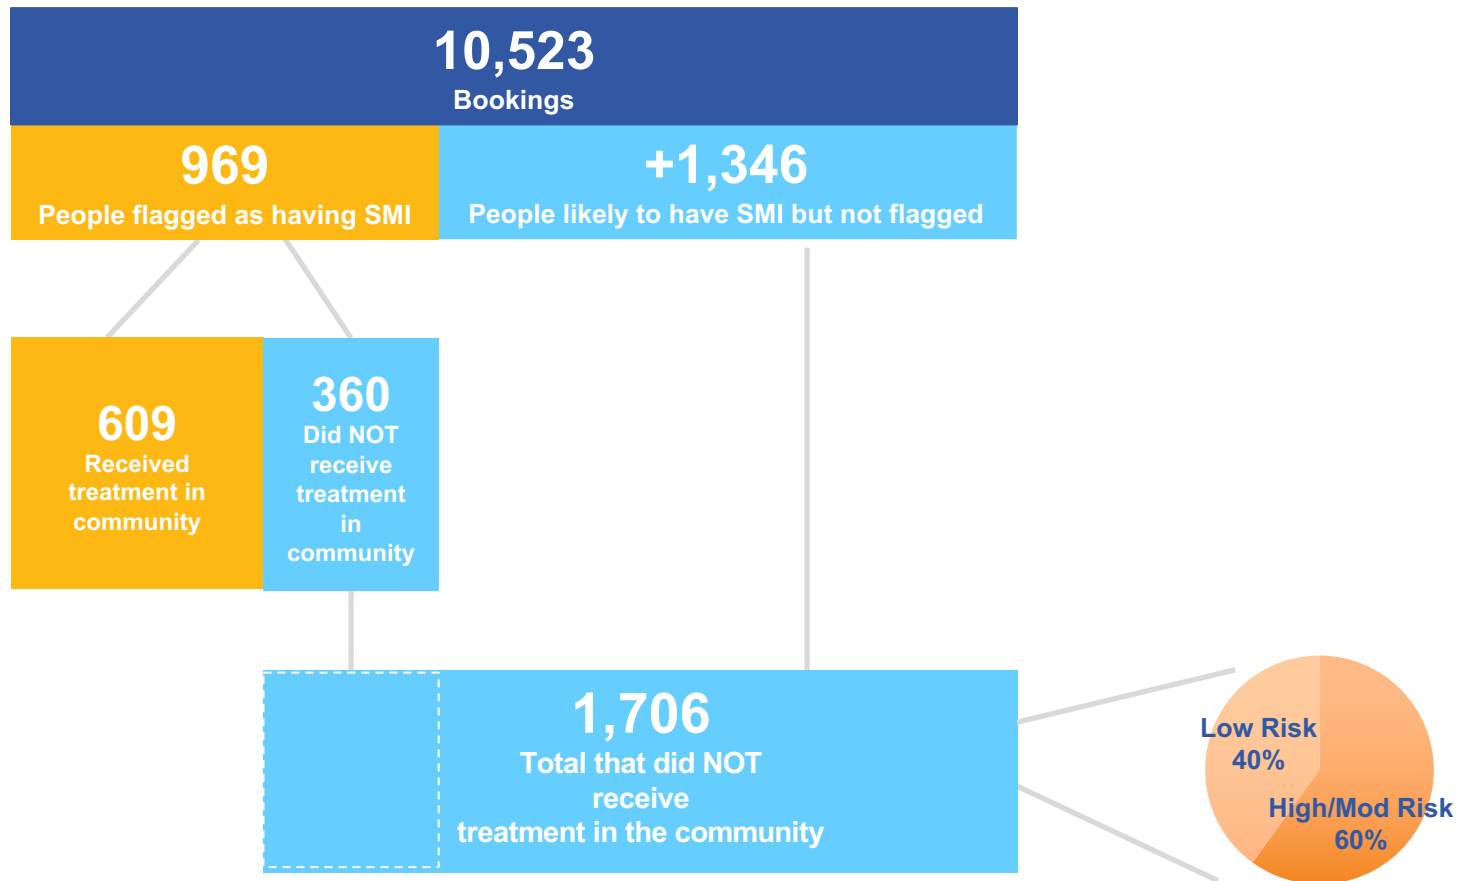 10,523
Bookings
969
People flagged as having SMI
+1,346
People likely to have SMI but not flagged
609
Received
treatment in
community
360
Did NOT
receive
treatment
in
community
1,706
Total that did NOT
receive
treatment in the community
Low Risk
40%
High/Mod Risk
60%